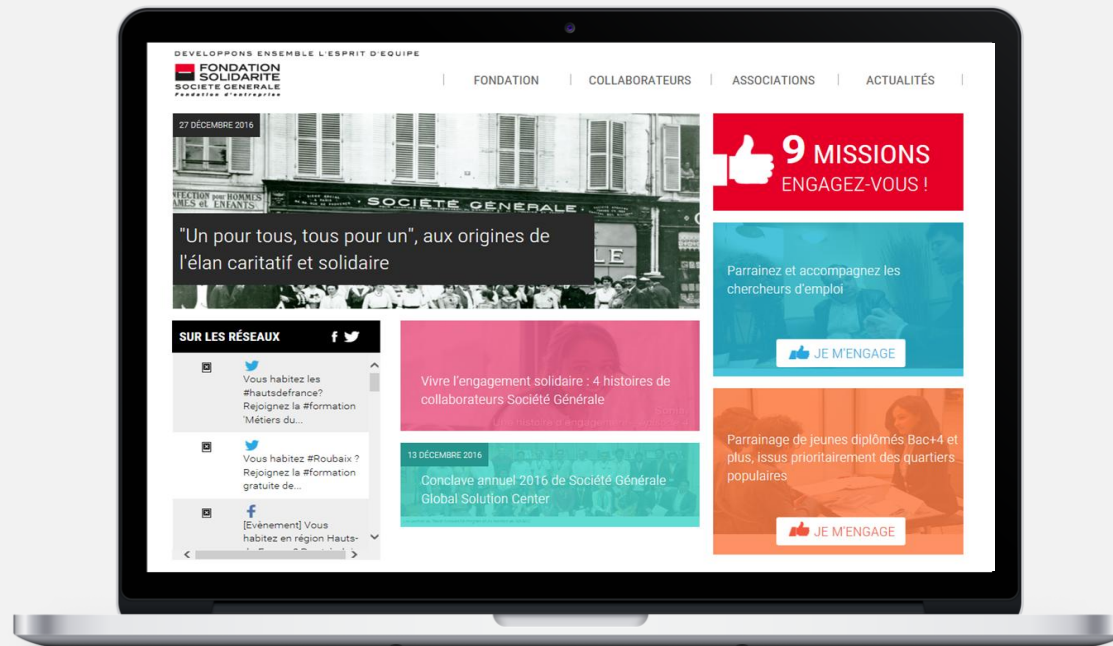 DEVELOPPONS ENSEMBLE L'ESPRIT D'EQUIPE
FONDATION
SOLIDARITE
SOCIETE GENERALE
Fondation d'entreprise
FONDATION
COLLABORATEURS
ASSOCIATIONS
ACTUALITÉS
27 DÉCEMBRE 2016
HOMMES
ET ENFANTS
SOCIÉTÉ GÉNÉRALE
"Un pour tous, tous pour un", aux origines de
l'élan caritatif et solidaire
9 MISSIONS
ENGAGEZ-VOUS !
Parrainez et accompagnez les
chercheurs d'emploi
JE M'ENGAGE
SUR LES RÉSEAUX
Vous habitez les
#hautsdefrance?
Rejoignez la #formation
'Métiers du...
Vous habitez #Roubaix ?
Rejoignez la #formation
gratuite de...
[Evènement] Vous
habitez en région Hauts-
Vivre l'engagement solidaire : 4 histoires de
collaborateurs Société Générale
13 DÉCEMBRE 2016
Conclave annuel 2016 de Société Générale -
Global Solution Center
Parrainage de jeunes diplômés Bac+4 et
plus, issus prioritairement des quartiers
populaires
JE M'ENGAGE